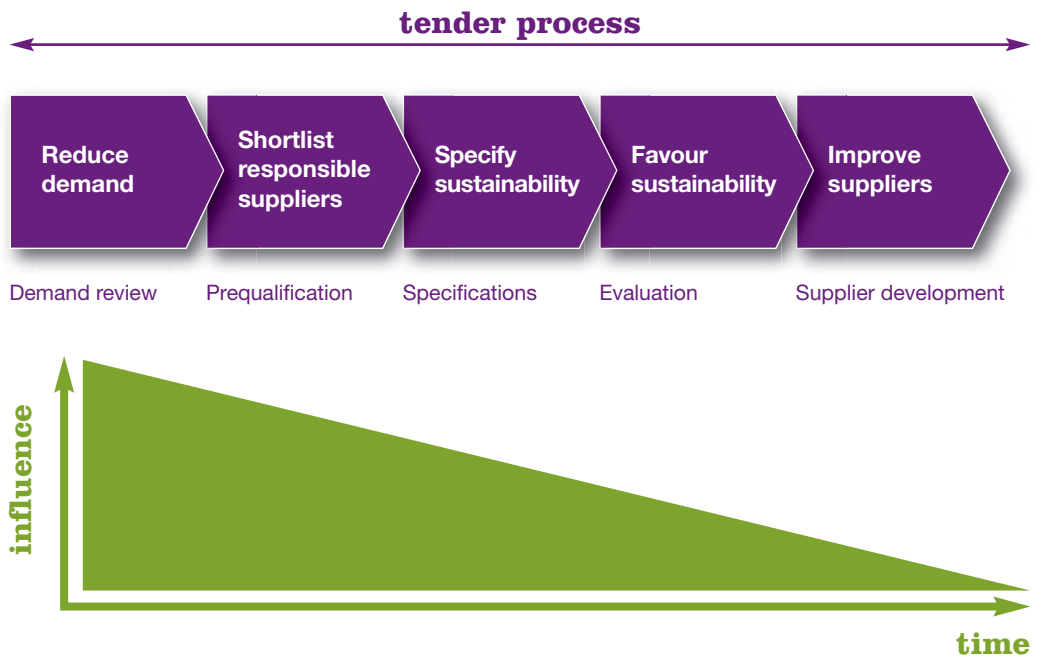 tender process
Reduce
demand
Shortlist
responsible
suppliers
Specify
sustainability
Favour
sustainability
Improve
suppliers
Demand review
Prequalification
Specifications
Evaluation
Supplier development
influence
time